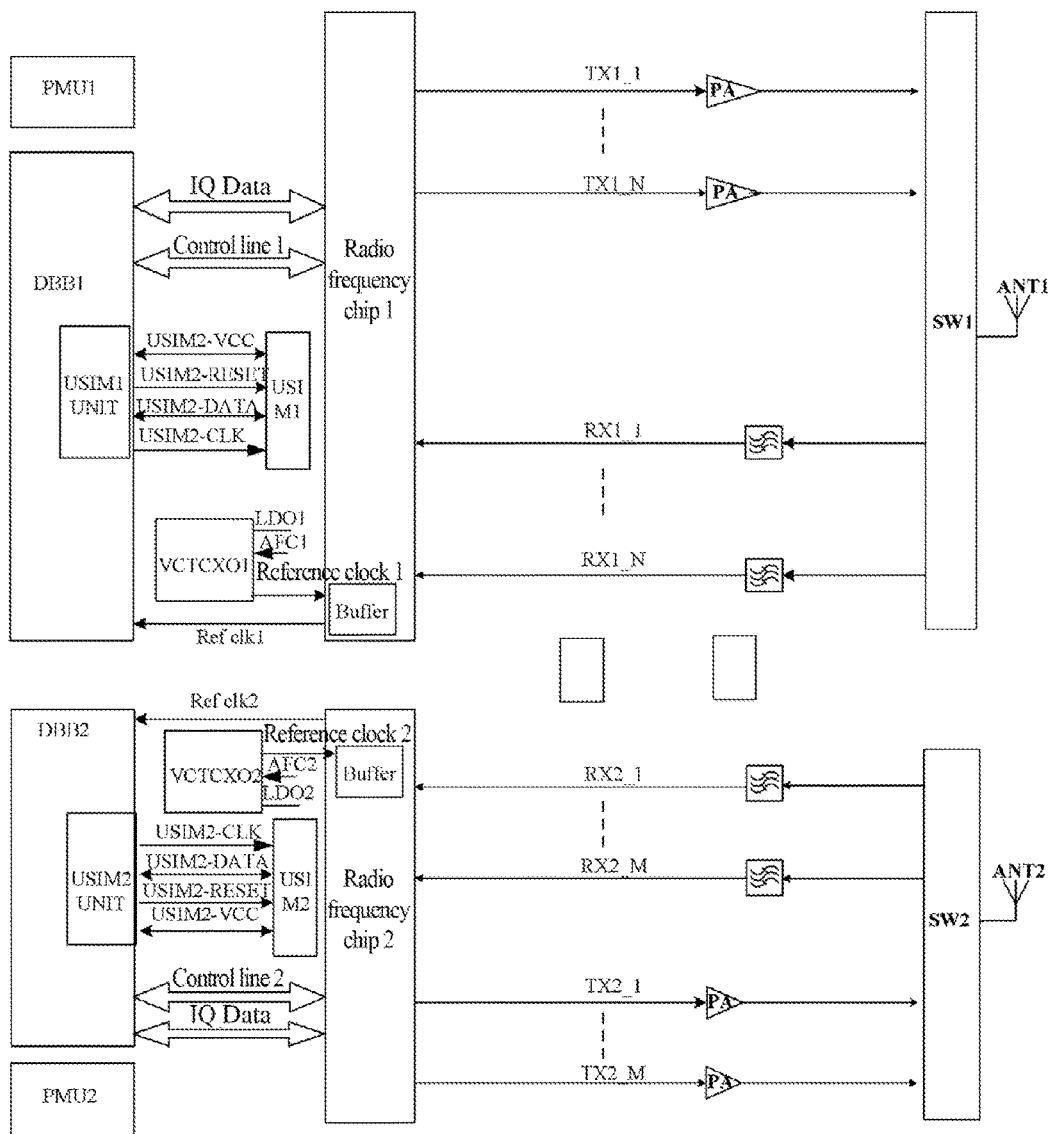 PMU1
TX1_1
PA
IQ Data
TX1_N
PA
Control line 1
Radio
frequency
chip 1
DBB1
ANT1
SW1
USIM1
UNIT
USIM2-VCC
USIM2-RESET
USIM2-DATA
USIM2-CLK
USI
M1
RX1_1
LDO1
AFC1
VCTCXO1
Reference clock 1
RX1_N
Buffer
Ref clk1
Ref clk2
DBB2
Reference clock 2
VCTCXO2
AFC2
LDO2
Buffer
RX2_1
USIM2-CLK
USIM2-DATA
USIM2-RESET
USIM2-VCC
USIM2
UNIT
USI
M2
Radio
frequency
chip 2
RX2_M
ANT2
SW2
Control line 2
IQ Data
TX2_1
PA
TX2_M
PA
PMU2